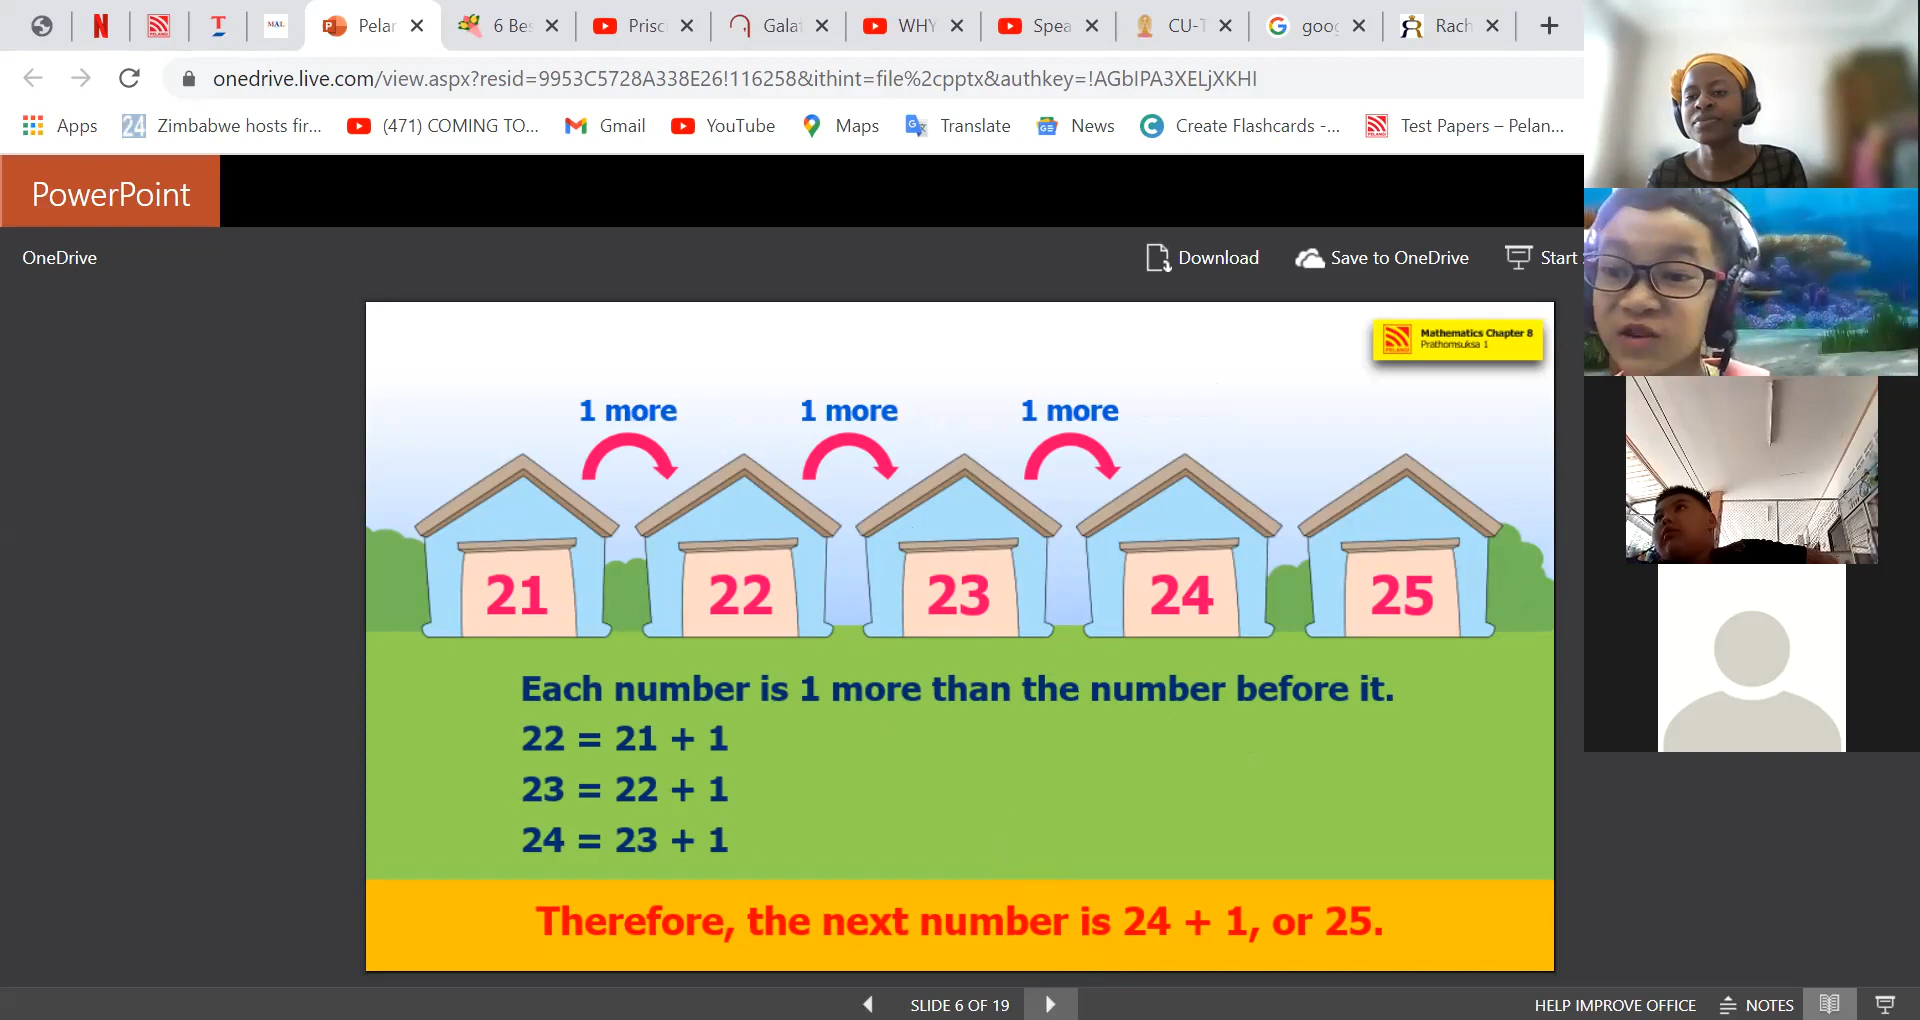 Pelar
6 Bes
Prisc
Galat
WHY
Spea
CU-T
goog
Rach
onedrive.live.com/view.aspx?resid=9953C5728A338E26!116258&ithint=file%2cpptx&authkey=!AGbIPA3XELjXKHI
Apps
24
Zimbabwe hosts fir...
(471) COMING TO...
Gmail
YouTube
Maps
Translate
News
Create Flashcards -...
Test Papers – Pelan...
PowerPoint
OneDrive
Download
Save to OneDrive
Start
Mathematics Chapter 8
PELANGI
Prathomsuksa 1
1 more 1 more 1 more
21 22 23 24 25
Each number is 1 more than the number before it.
22 = 21 + 1
23 = 22 + 1
24 = 23 + 1
Therefore, the next number is 24 + 1, or 25.
SLIDE 6 OF 19
HELP IMPROVE OFFICE
NOTES